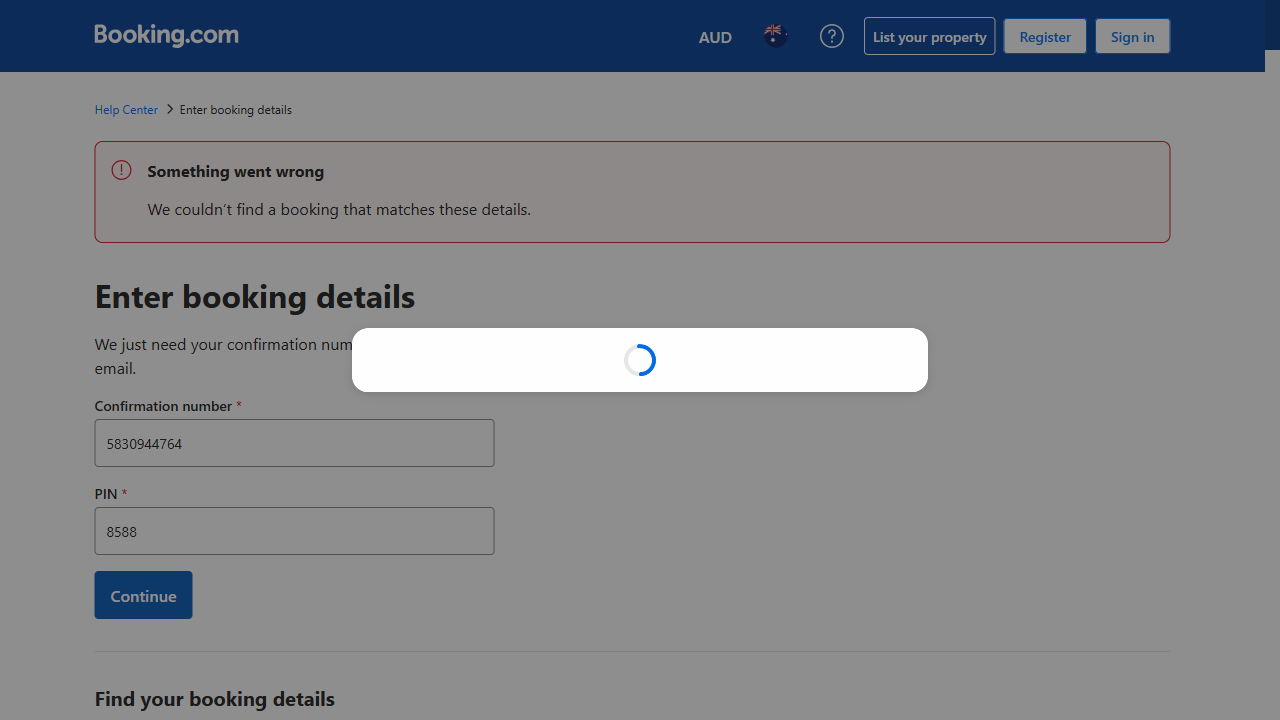 Booking.com
AUD
List your property
Register
Sign in
Help Center
Enter booking details
Something went wrong
We couldn't find a booking that matches these details.
Enter booking details
We just need your confirmation
email.
Confirmation number *
5830944764
PIN *
8588
Continue
Find your booking details